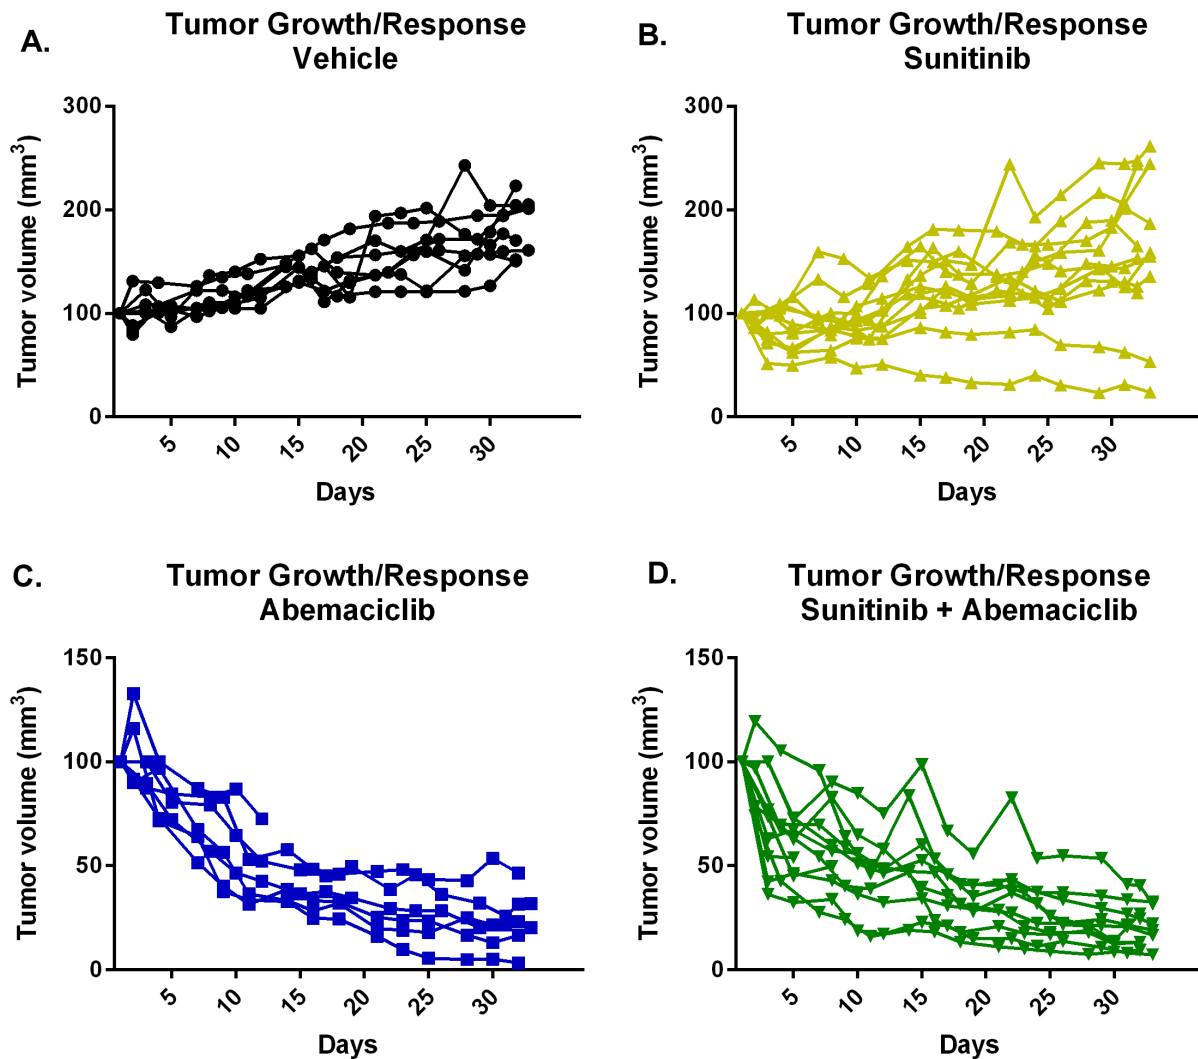 A.
Tumor Growth/Response
Vehicle
Tumor volume (mm³)
300
200
100
0
5
10
15
20
25
30
Days
B.
Tumor Growth/Response
Sunitinib
Tumor volume (mm³)
300
200
100
0
5
10
15
20
25
30
Days
C.
Tumor Growth/Response
Abemaciclib
Tumor volume (mm³)
150
100
50
0
5
10
15
20
25
30
Days
D.
Tumor Growth/Response
Sunitinib + Abemaciclib
Tumor volume (mm³)
150
100
50
0
5
10
15
20
25
30
Days